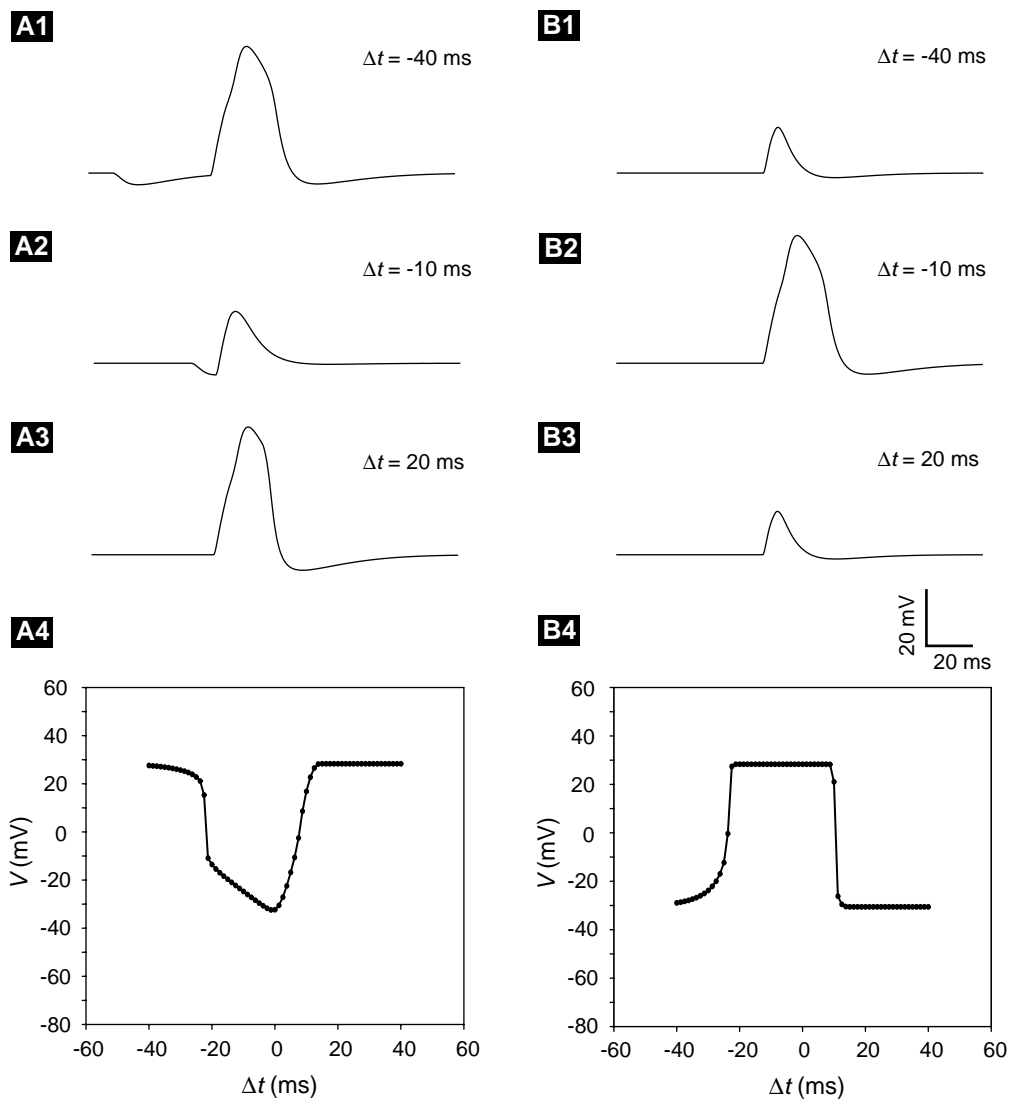 A1
Δt = -40 ms
B1
Δt = -40 ms
A2
Δt = -10 ms
B2
Δt = -10 ms
A3
Δt = 20 ms
B3
Δt = 20 ms
20 mV
20 ms
A4
60
40
20
0
-20
-40
-60
-80
V (mV)
-60 -40 -20 0 20 40 60
Δt (ms)
B4
60
40
20
0
-20
-40
-60
-80
V (mV)
-60 -40 -20 0 20 40 60
Δt (ms)